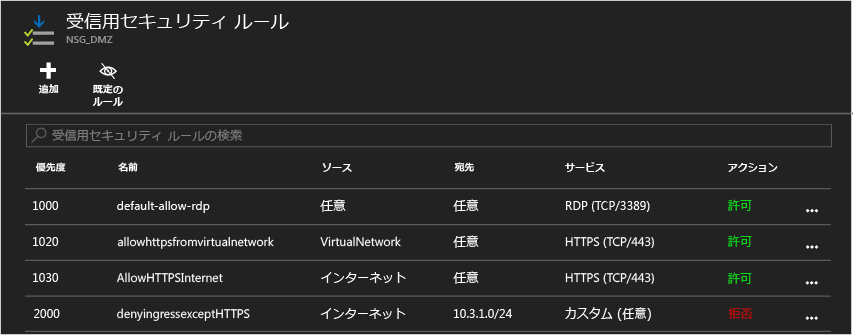 受信用セキュリティ ルール
NSG_DMZ
追加
既定の
ルール
受信用セキュリティ ルールの検索
優先度 名前 ソース 宛先 サービス アクション
1000 default-allow-rdp 任意 任意 RDP (TCP/3389) 許可 ...
1020 allowhttpsfromvirtualnetwork VirtualNetwork 任意 HTTPS (TCP/443) 許可 ...
1030 AllowHTTPSInternet インターネット 任意 HTTPS (TCP/443) 許可 ...
2000 denyingressexceptHTTPS インターネット 10.3.1.0/24 カスタム (任意) 拒否 ...